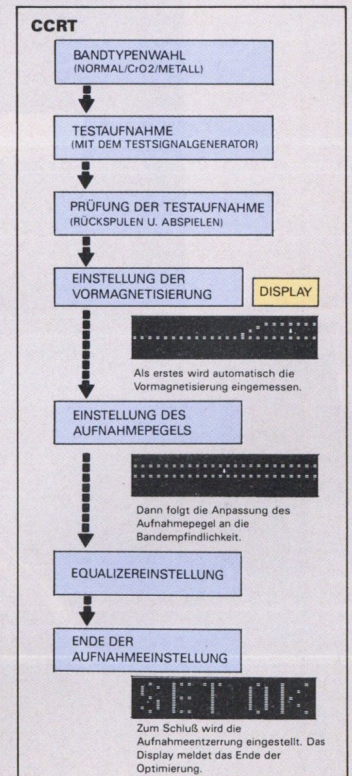 CCRT
BANDTYPENWAHL
(NORMAL/CrO2/METALL)
TESTAUFNAHME
(MIT DEM TESTSIGNALGENERATOR)
PRÜFUNG DER TESTAUFNAHME
(RÜCKSPULEN U. ABSPIELEN)
EINSTELLUNG DER
VORMAGNETISIERUNG
DISPLAY
Als erstes wird automatisch die
Vormagnetisierung eingemessen.
EINSTELLUNG DES
AUFNAHMEPEGELS
Dann folgt die Anpassung des
Aufnahmepegel an die
Bandempfindlichkeit.
EQUALIZEREINSTELLUNG
ENDE DER
AUFNAHMEEINSTELLUNG
SET UP
Zum Schluß wird die
Aufnahmeentzerrung eingestellt. Das
Display meldet das Ende der
Optimierung.